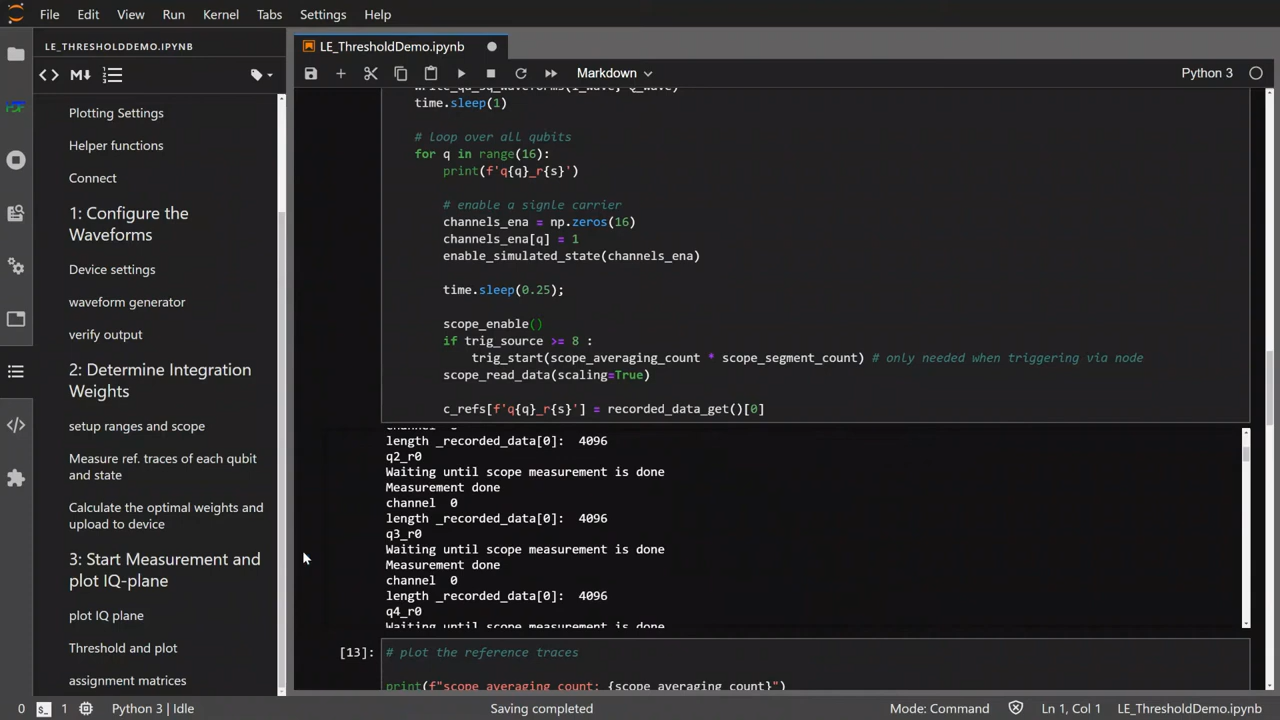 File Edit View Run Kernel Tabs Settings Help
LE_THRESHOLDDEMO.IPYNB
LE_ThresholdDemo.ipynb
Markdown
Python 3
Plotting Settings
Helper functions
Connect
1: Configure the
Waveforms
Device settings
waveform generator
verify output
2: Determine Integration
Weights
setup ranges and scope
Measure ref. traces of each qubit
and state
Calculate the optimal weights and
upload to device
3: Start Measurement and
plot IQ-plane
plot IQ plane
Threshold and plot
assignment matrices
time.sleep(1)
# loop over all qubits
for q in range(16):
print(f'q{q}_r{s}')
# enable a signle carrier
channels_ena = np.zeros(16)
channels_ena[q] = 1
enable_simulated_state(channels_ena)
time.sleep(0.25);
scope_enable()
if trig_source >= 8 :
trig_start(scope_averaging_count * scope_segment_count) # only needed when triggering via node
scope_read_data(scaling=True)
c_refs[f'q{q}_r{s}'] = recorded_data_get()[0]
length _recorded_data[0]: 4096
q2_r0
Waiting until scope measurement is done
Measurement done
channel 0
length _recorded_data[0]: 4096
q3_r0
Waiting until scope measurement is done
Measurement done
channel 0
length _recorded_data[0]: 4096
q4_r0
Waiting until scope measurement is done
[13]: # plot the reference traces
print(f"scope averaging count: {scope averaging count}")
0 1 Python 3 | Idle Saving completed Mode: Command Ln 1, Col 1 LE_ThresholdDemo.ipynb